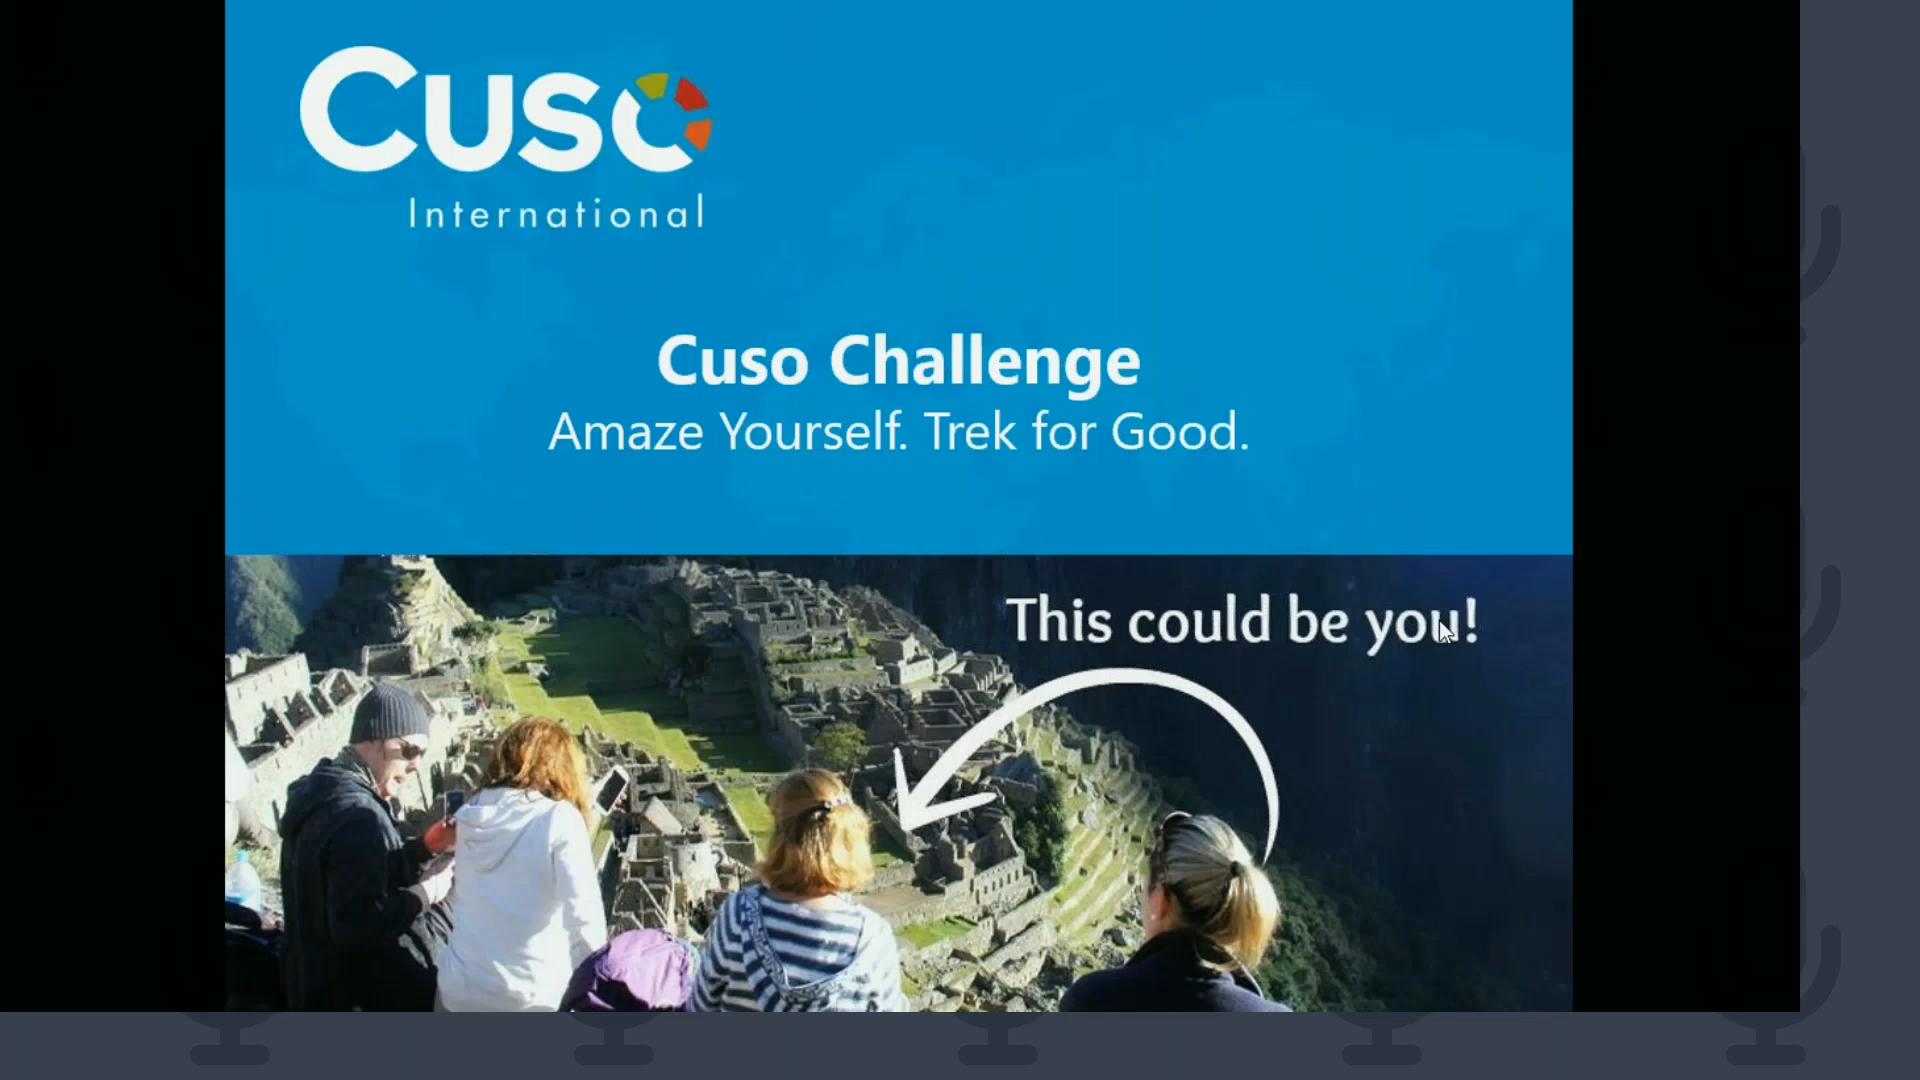 Cuso
International
Cuso Challenge
Amaze Yourself. Trek for Good.
This could be you!